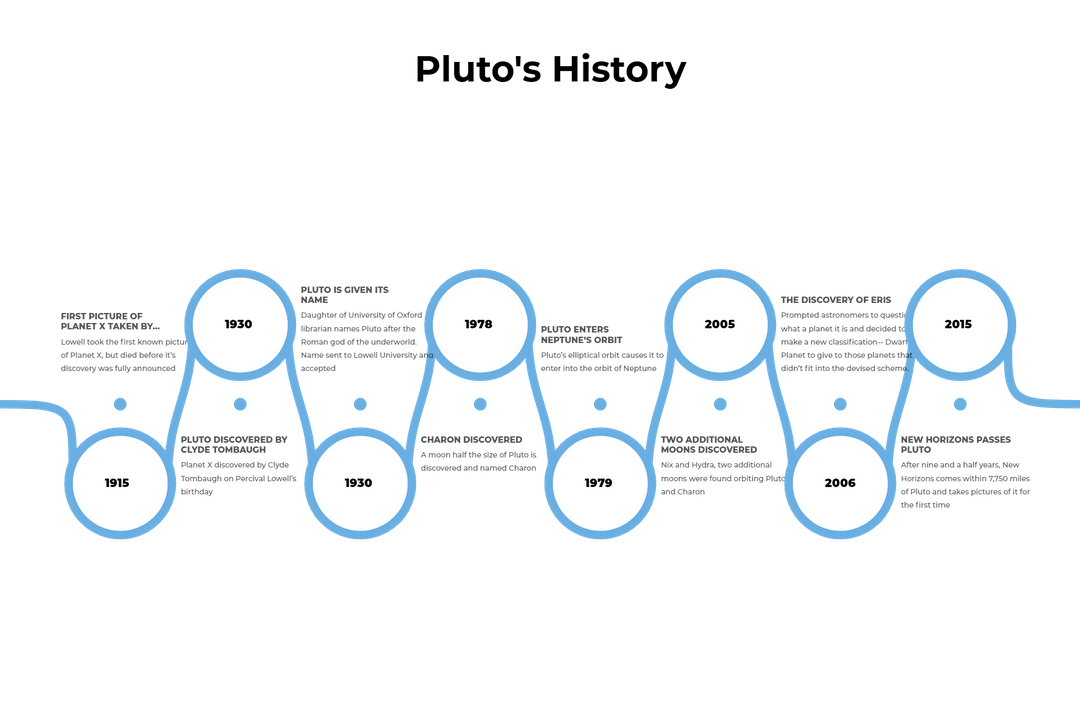 Pluto's History
1915
FIRST PICTURE OF
PLANET X TAKEN BY...
Lowell took the first known pictur
of Planet X, but died before it's
discovery was fully announced
1930
PLUTO DISCOVERED BY
CLYDE TOMBAUGH
Planet X discovered by Clyde
Tombaugh on Percival Lowell's
birthday
1930
PLUTO IS GIVEN ITS
NAME
Daughter of University of Oxford
librarian names Pluto after the
Roman god of the underworld.
Name sent to Lowell University and
accepted
1978
CHARON DISCOVERED
A moon half the size of Pluto is
discovered and named Charon
1979
PLUTO ENTERS
NEPTUNE'S ORBIT
Pluto's elliptical orbit causes it to
enter into the orbit of Neptune
2005
TWO ADDITIONAL
MOONS DISCOVERED
Nix and Hydra, two additional
moons were found orbiting Pluto
and Charon
2006
THE DISCOVERY OF ERIS
Prompted astronomers to questio
what a planet it is and decided to
make a new classification-- Dwarf
Planet to give to those planets that
didn't fit into the devised scheme.
2015
NEW HORIZONS PASSES
PLUTO
After nine and a half years, New
Horizons comes within 7,750 miles
of Pluto and takes pictures of it for
the first time